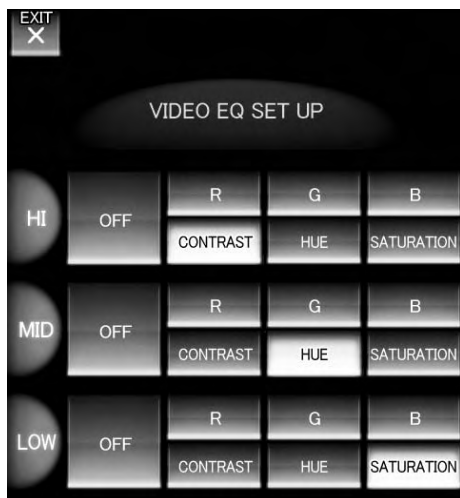 EXIT
×
VIDEO EQ SET UP
HI
OFF
R G B
CONTRAST HUE SATURATION
MID
OFF
R G B
CONTRAST HUE SATURATION
LOW
OFF
R G B
CONTRAST HUE SATURATION